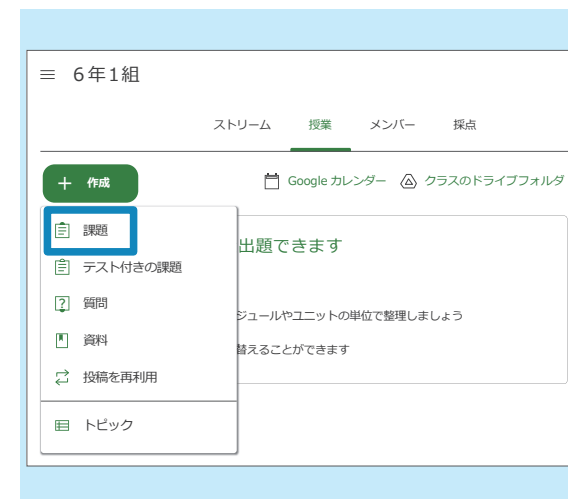 6年1組
ストリーム 授業 メンバー 採点
+ 作成 Google カレンダー クラスのドライブフォルダ
課題
出題できます
テスト付きの課題
質問
ジュールやユニットの単位で整理しましょう
資料
替えることができます
投稿を再利用
トピック